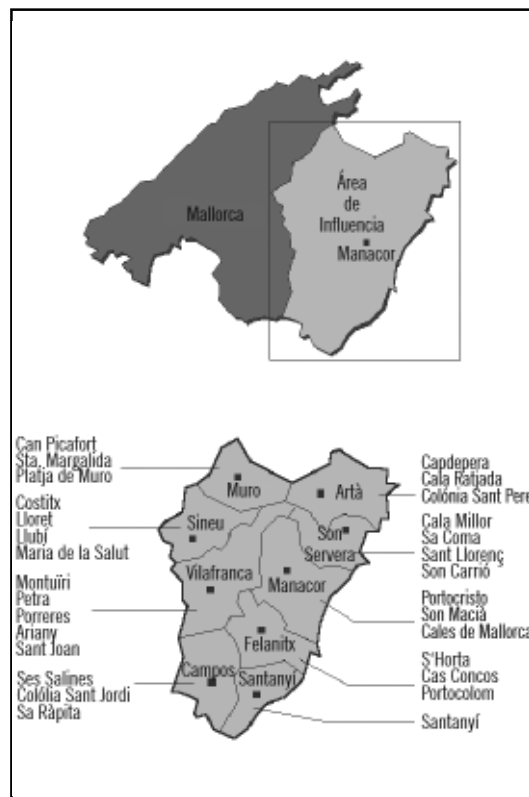 Mallorca
Área
de
Influencia
Manacor
Can Picafort
Sta. Margalida
Platja de Muro
Costitx
Lloret
Llubí
Maria de la Salut
Montuïri
Petra
Porreres
Ariany
Sant Joan
Ses Salines
Colólia Sant Jordi
Sa Ràpita
Muro
Artà
Sineu
Son
Servera
Vilafranca
Manacor
Felanitx
Campos
Santanyí
Capdepera
Cala Ratjada
Colónia Sant Pere
Cala Millor
Sa Coma
Sant Llorenç
Son Carrió
Portocristo
Son Macià
Cales de Mallorca
S'Horta
Cas Concos
Portocolom
Santanyí